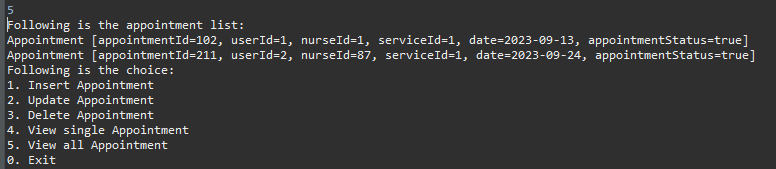 5
Following is the appointment list:
Appointment [appointmentId=102, userId=1, nurseId=1, serviceId=1, date=2023-09-13, appointmentStatus=true]
Appointment [appointmentId=211, userId=2, nurseId=87, serviceId=1, date=2023-09-24, appointmentStatus=true]
Following is the choice:
1. Insert Appointment
2. Update Appointment
3. Delete Appointment
4. View single Appointment
5. View all Appointment
0. Exit